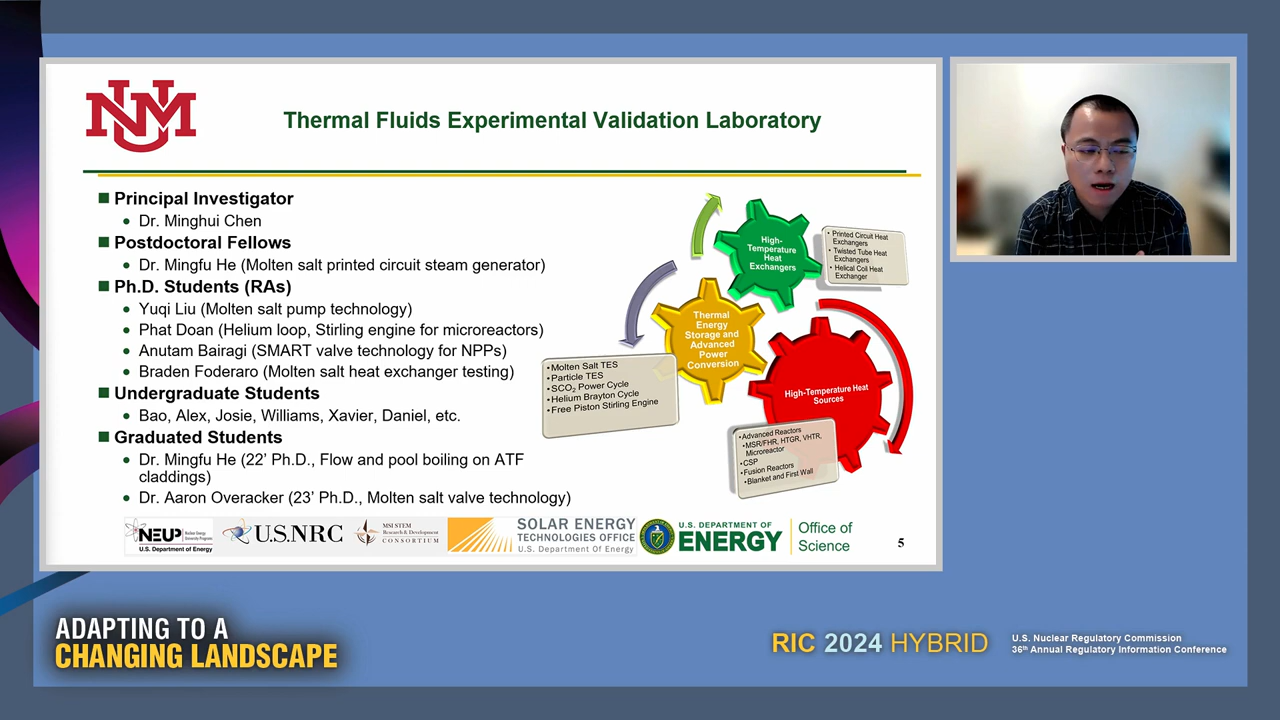 UNM
Thermal Fluids Experimental Validation Laboratory
Principal Investigator
Dr. Minghui Chen
Postdoctoral Fellows
Dr. Mingfu He (Molten salt printed circuit steam generator)
Ph.D. Students (RAs)
Yuqi Liu (Molten salt pump technology)
Phat Doan (Helium loop, Stirling engine for microreactors)
Anutam Bairagi (SMART valve technology for NPPs)
Braden Foderaro (Molten salt heat exchanger testing)
Undergraduate Students
Bao, Alex, Josie, Williams, Xavier, Daniel, etc.
Graduated Students
Dr. Mingfu He (22’ Ph.D., Flow and pool boiling on ATF
claddings)
Dr. Aaron Overacker (23’ Ph.D., Molten salt valve technology)
High-
Temperature
Heat
Exchangers
• Printed Circuit Heat
Exchangers
• Twisted Tube Heat
Exchangers
• Helical Coil Heat
Exchanger
Thermal
Energy
Storage and
Advanced
Power
Conversion
•Molten Salt TES
•Particle TES
•SCO₂ Power Cycle
•Helium Brayton Cycle
•Free Piston Stirling Engine
High-Temperature Heat
Sources
•Advanced Reactors
•MSR/FHR, HTGR, VHTR,
Microreactor
•CSP
•Fusion Reactors
•Blanket and First Wall
NEUP
Nuclear Energy
University Programs
U.S. Department of Energy
U.S.NRC
MSI STEM
Research & Development
CONSORTIUM
SOLAR ENERGY
TECHNOLOGIES OFFICE
U.S. Department Of Energy
U.S. DEPARTMENT OF
ENERGY
Office of
Science
5
ADAPTING TO A
CHANGING LANDSCAPE
RIC 2024 HYBRID
U.S. Nuclear Regulatory Commission
36th Annual Regulatory Information Conference